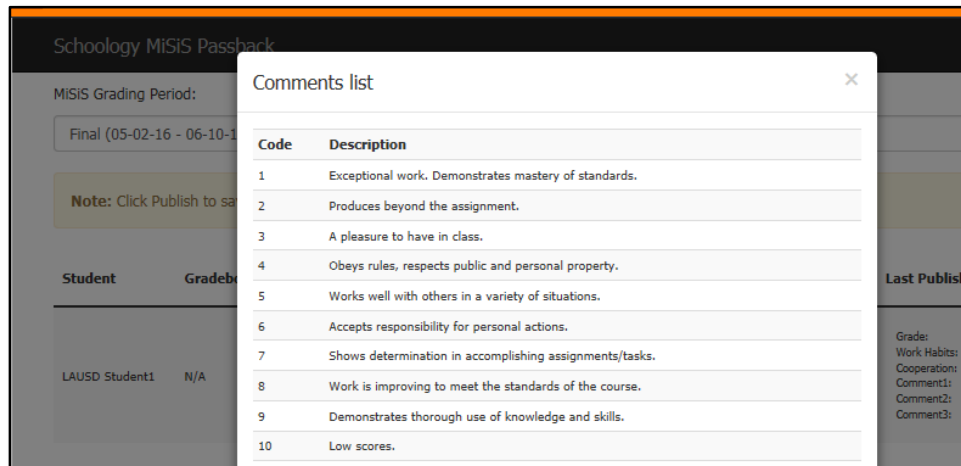 Schoology MiSiS Passback
Comments list ×
MiSiS Grading Period:
Final (05-02-16 - 06-10-1
Note: Click Publish to sa
Code Description
1 Exceptional work. Demonstrates mastery of standards.
2 Produces beyond the assignment.
3 A pleasure to have in class.
4 Obeys rules, respects public and personal property.
5 Works well with others in a variety of situations.
6 Accepts responsibility for personal actions.
7 Shows determination in accomplishing assignments/tasks.
8 Work is improving to meet the standards of the course.
9 Demonstrates thorough use of knowledge and skills.
10 Low scores.
Student Gradebo Last Publish
LAUSD Student1 N/A
Grade:
Work Habits:
Cooperation:
Comment1:
Comment2:
Comment3: